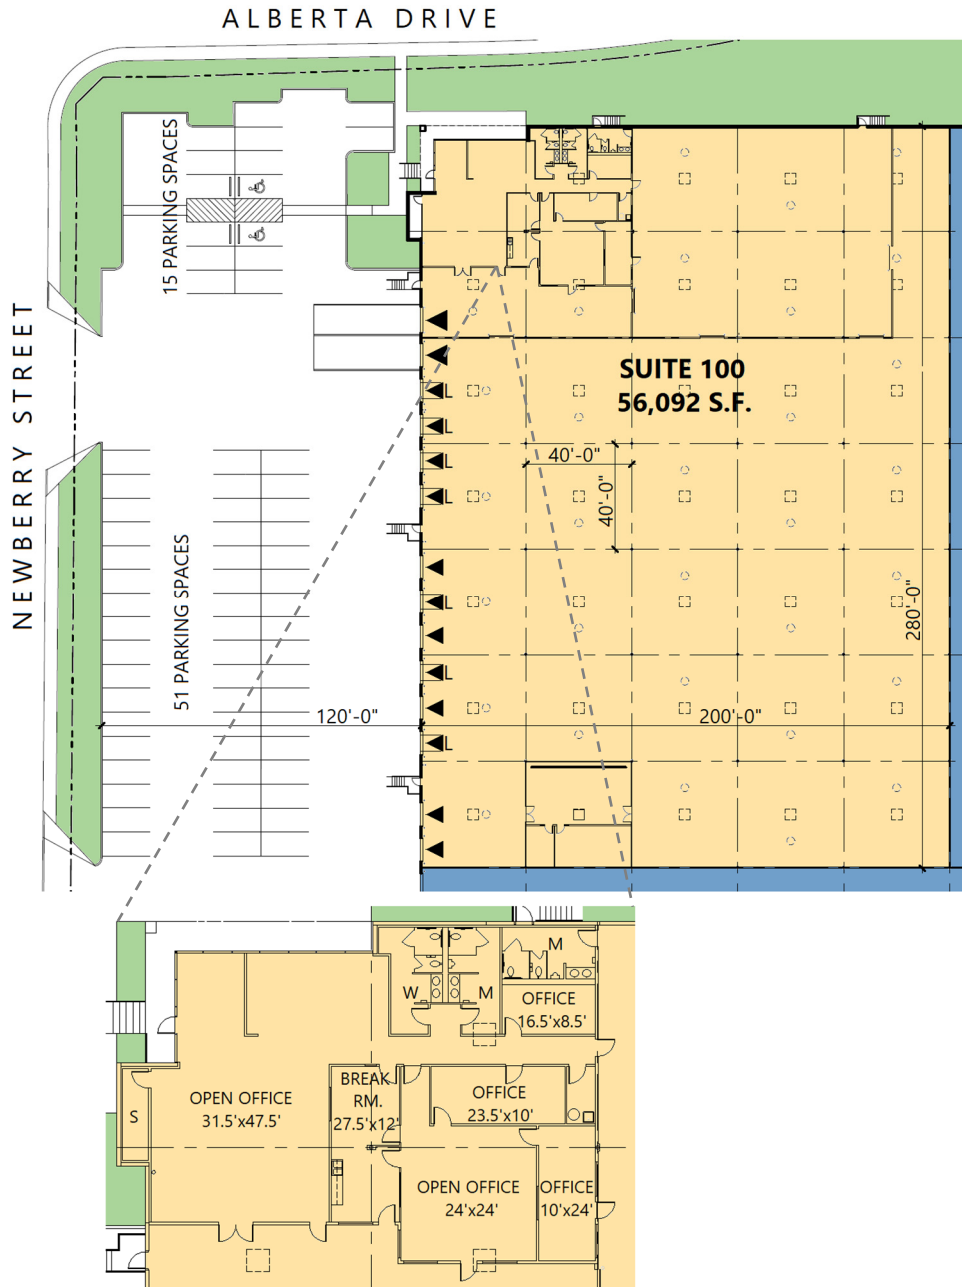 ALBERTA DRIVE
15 PARKING SPACES
NEWBERRY STREET
SUITE 100
56,092 S.F.
L
40'-0"
L
L
40'-0"
L
51 PARKING SPACES
L
280'-0"
L
120'-0"
200'-0"
L
M
W
M
OFFICE
16.5'x8.5'
BREAK
RM.
27.5'x12'
OPEN OFFICE
31.5'x47.5'
OFFICE
23.5'x10'
S
OPEN OFFICE
24'x24'
OFFICE
10'x24'